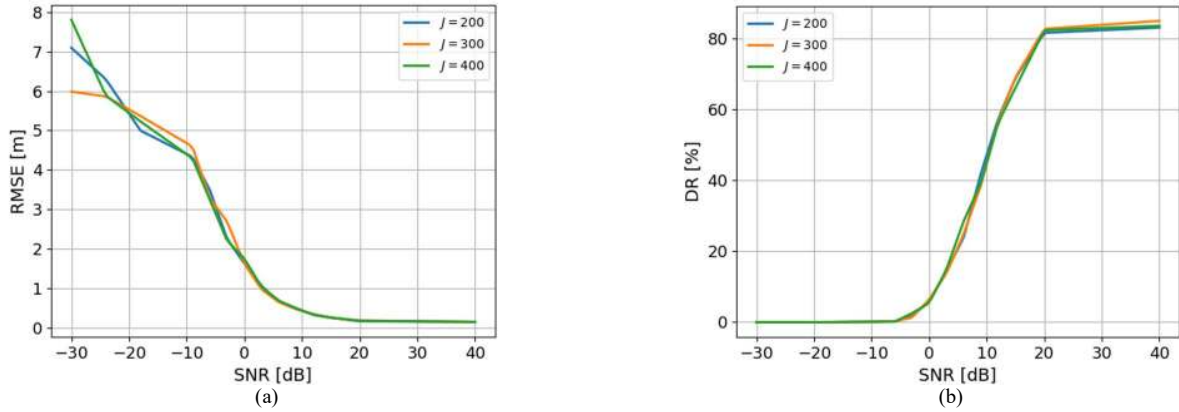 8
7
6
5
4
3
2
1
0
RMSE [m]
J = 200
J = 300
J = 400
−30 −20 −10 0 10 20 30 40
SNR [dB]
(a)
80
60
40
20
0
DR [%]
J = 200
J = 300
J = 400
−30 −20 −10 0 10 20 30 40
SNR [dB]
(b)